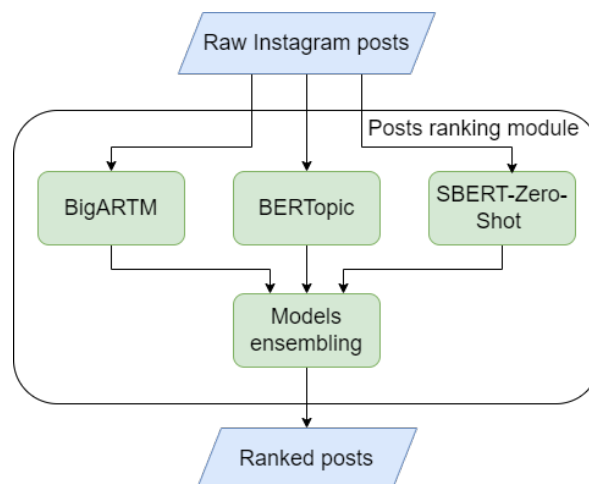 Raw Instagram posts
Posts ranking module
BigARTM
BERTopic
SBERT-Zero-
Shot
Models
ensembling
Ranked posts